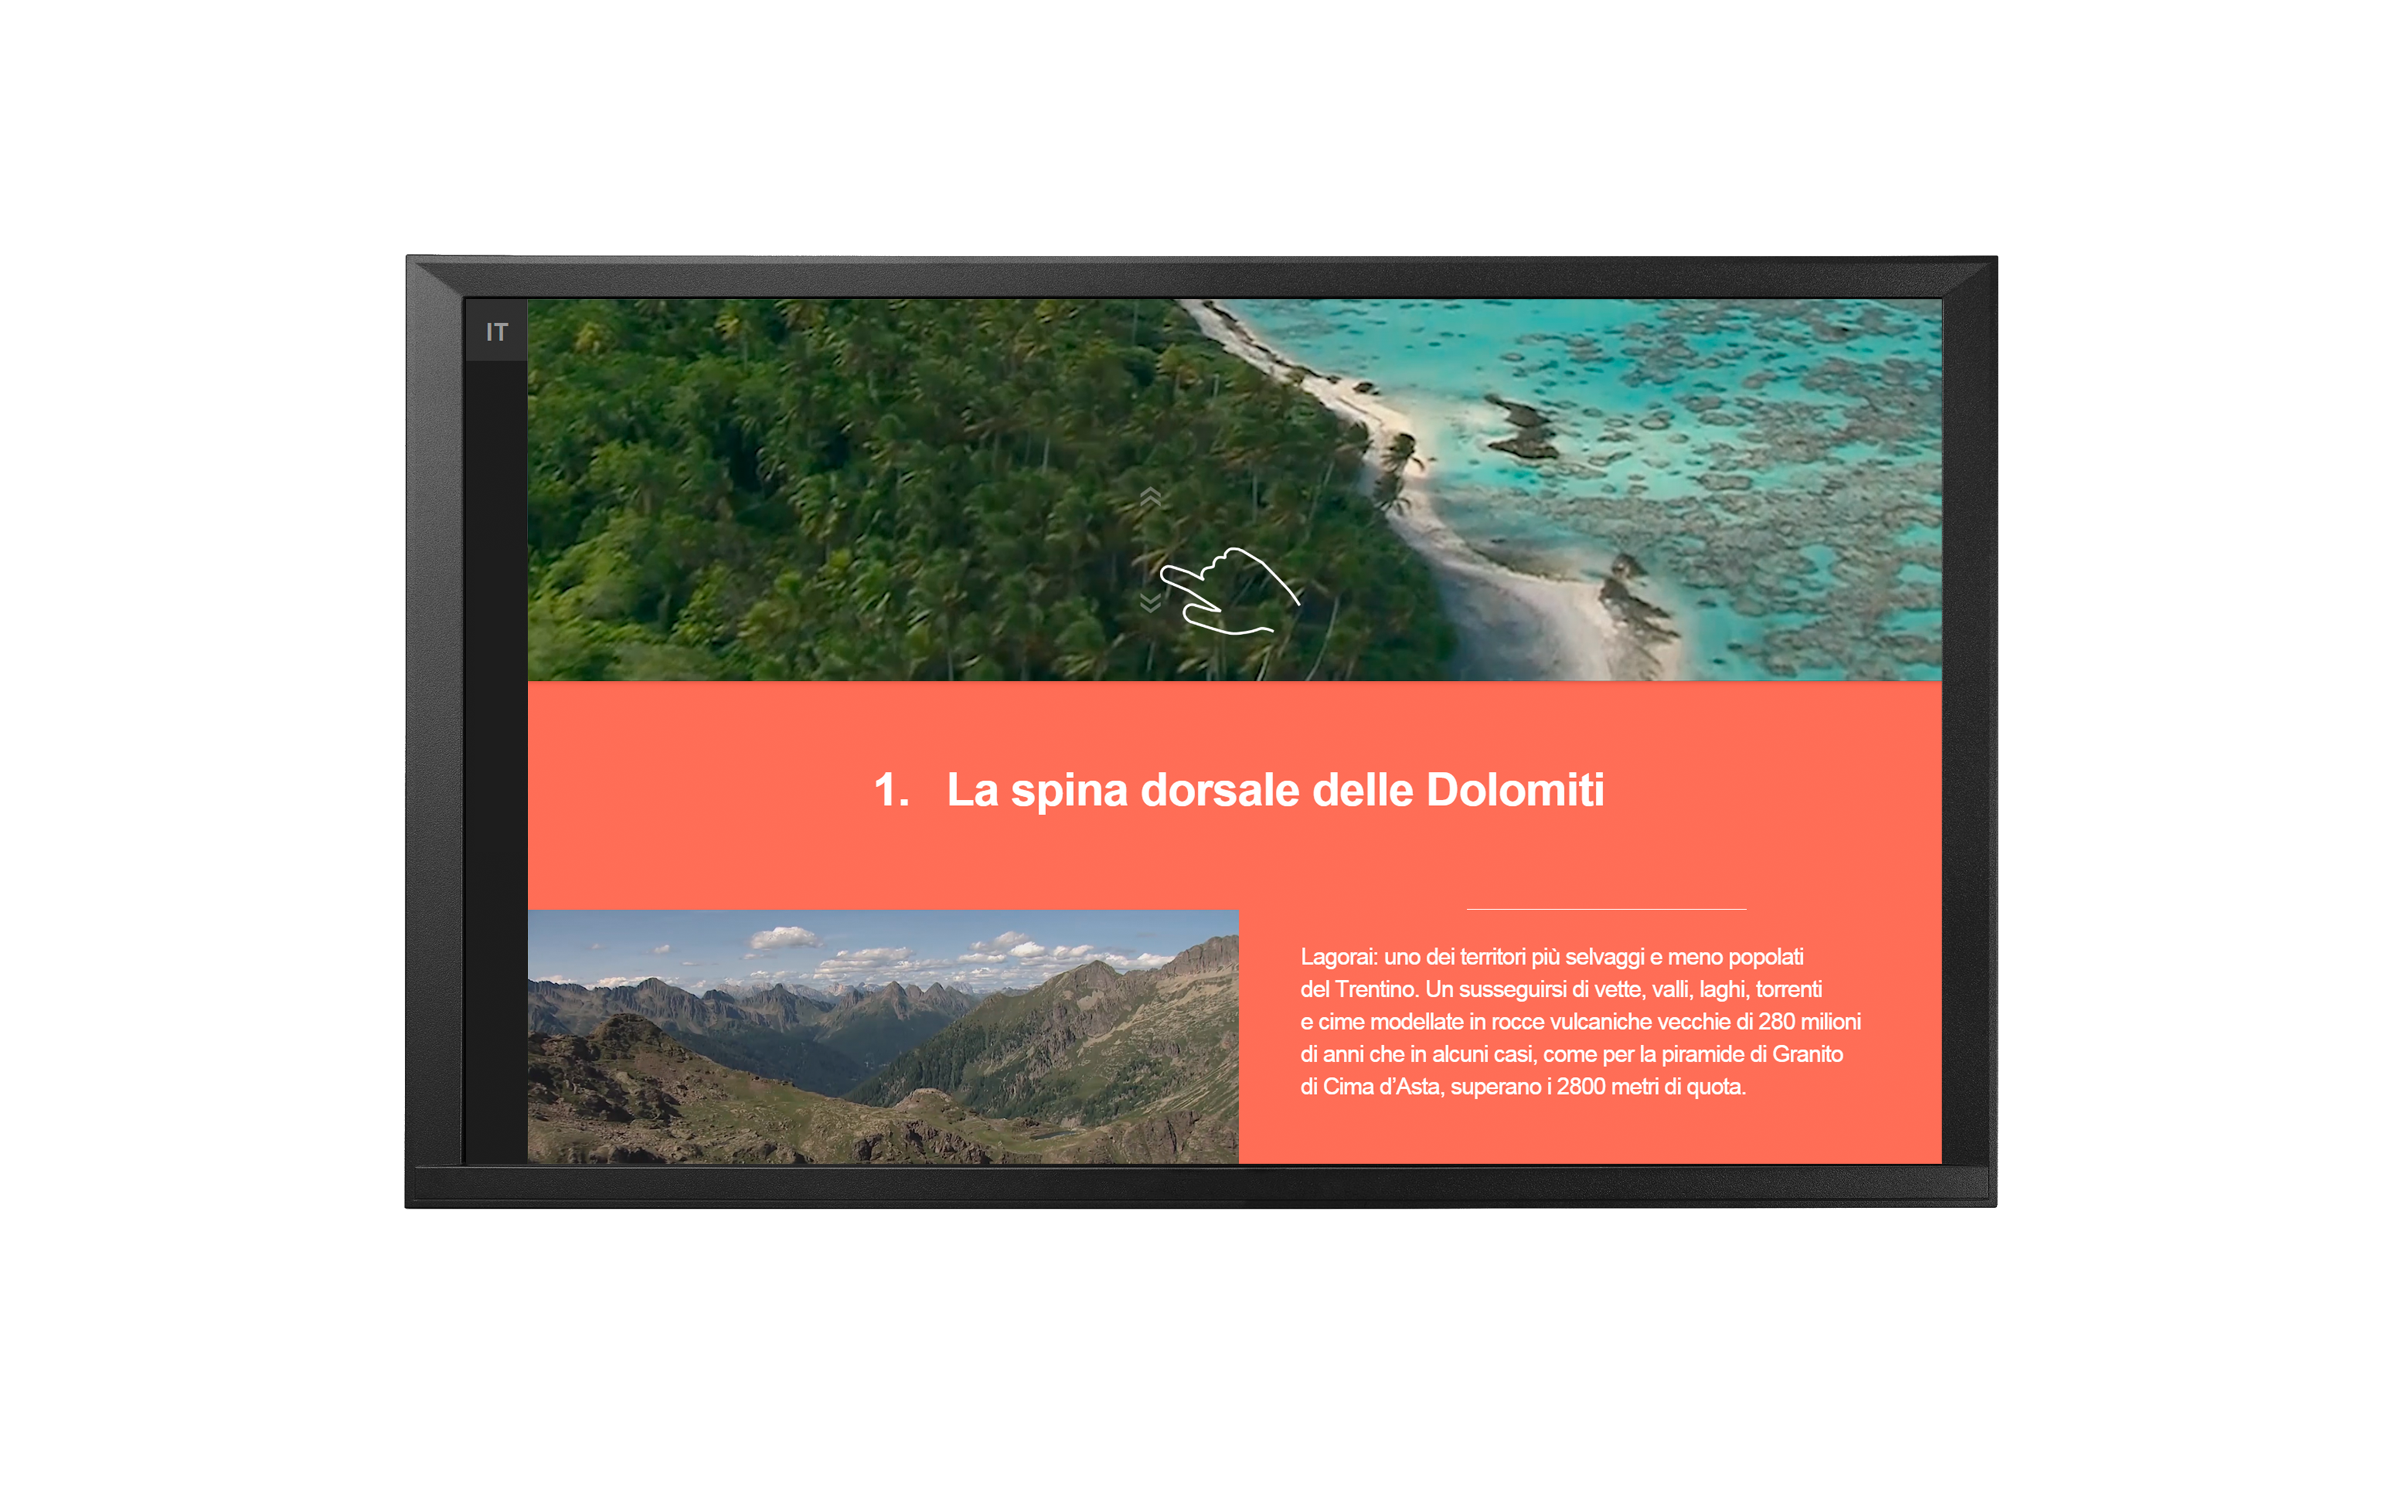 IT
1. La spina dorsale delle Dolomiti
Lagorai: uno dei territori più selvaggi e meno popolati
del Trentino. Un susseguirsi di vette, valli, laghi, torrenti
e cime modellate in rocce vulcaniche vecchie di 280 milioni
di anni che in alcuni casi, come per la piramide di Granito
di Cima d’Asta, superano i 2800 metri di quota.